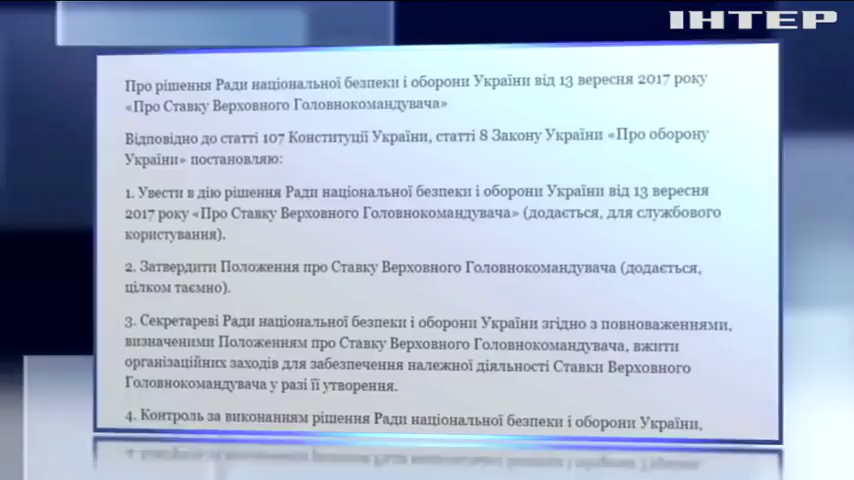 ІНТЕР
Про рішення Ради національної безпеки і оборони України від 13 вересня 2017 року
«Про Ставку Верховного Головнокомандувача»
Відповідно до статті 107 Конституції України, статті 8 Закону України «Про оборону
України» постановляю:
1. Увести в дію рішення Ради національної безпеки і оборони України від 13 вересня
2017 року «Про Ставку Верховного Головнокомандувача» (додається, для службового
користування).
2. Затвердити Положення про Ставку Верховного Головнокомандувача (додається,
цілком таємно).
3. Секретареві Ради національної безпеки і оборони України згідно з повноваженнями,
визначеними Положенням про Ставку Верховного Головнокомандувача, вжити
організаційних заходів для забезпечення належної діяльності Ставки Верховного
Головнокомандувача у разі її утворення.
4. Контроль за виконанням рішення Ради національної безпеки і оборони України,